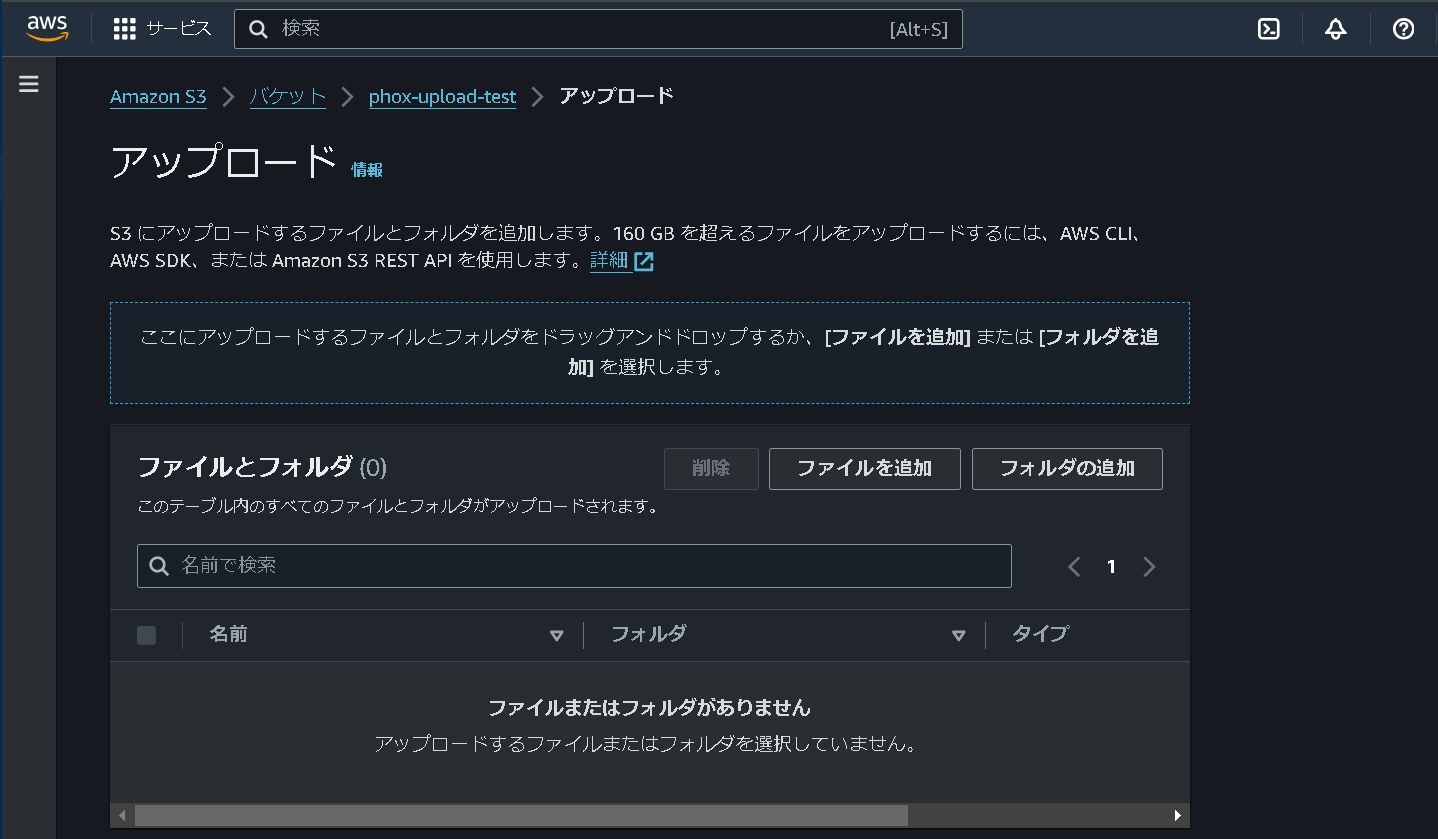 aws サービス 検索 [Alt+S]
Amazon S3 バケット phox-upload-test アップロード
アップロード 情報
S3 にアップロードするファイルとフォルダを追加します。160 GB を超えるファイルをアップロードするには、AWS CLI、
AWS SDK、または Amazon S3 REST API を使用します。詳細
ここにアップロードするファイルとフォルダをドラッグアンドドロップするか、[ファイルを追加] または [フォルダを追
加] を選択します。
ファイルとフォルダ (0) 削除 ファイルを追加 フォルダの追加
このテーブル内のすべてのファイルとフォルダがアップロードされます。
名前で検索 1
名前 フォルダ タイプ
ファイルまたはフォルダがありません
アップロードするファイルまたはフォルダを選択していません。